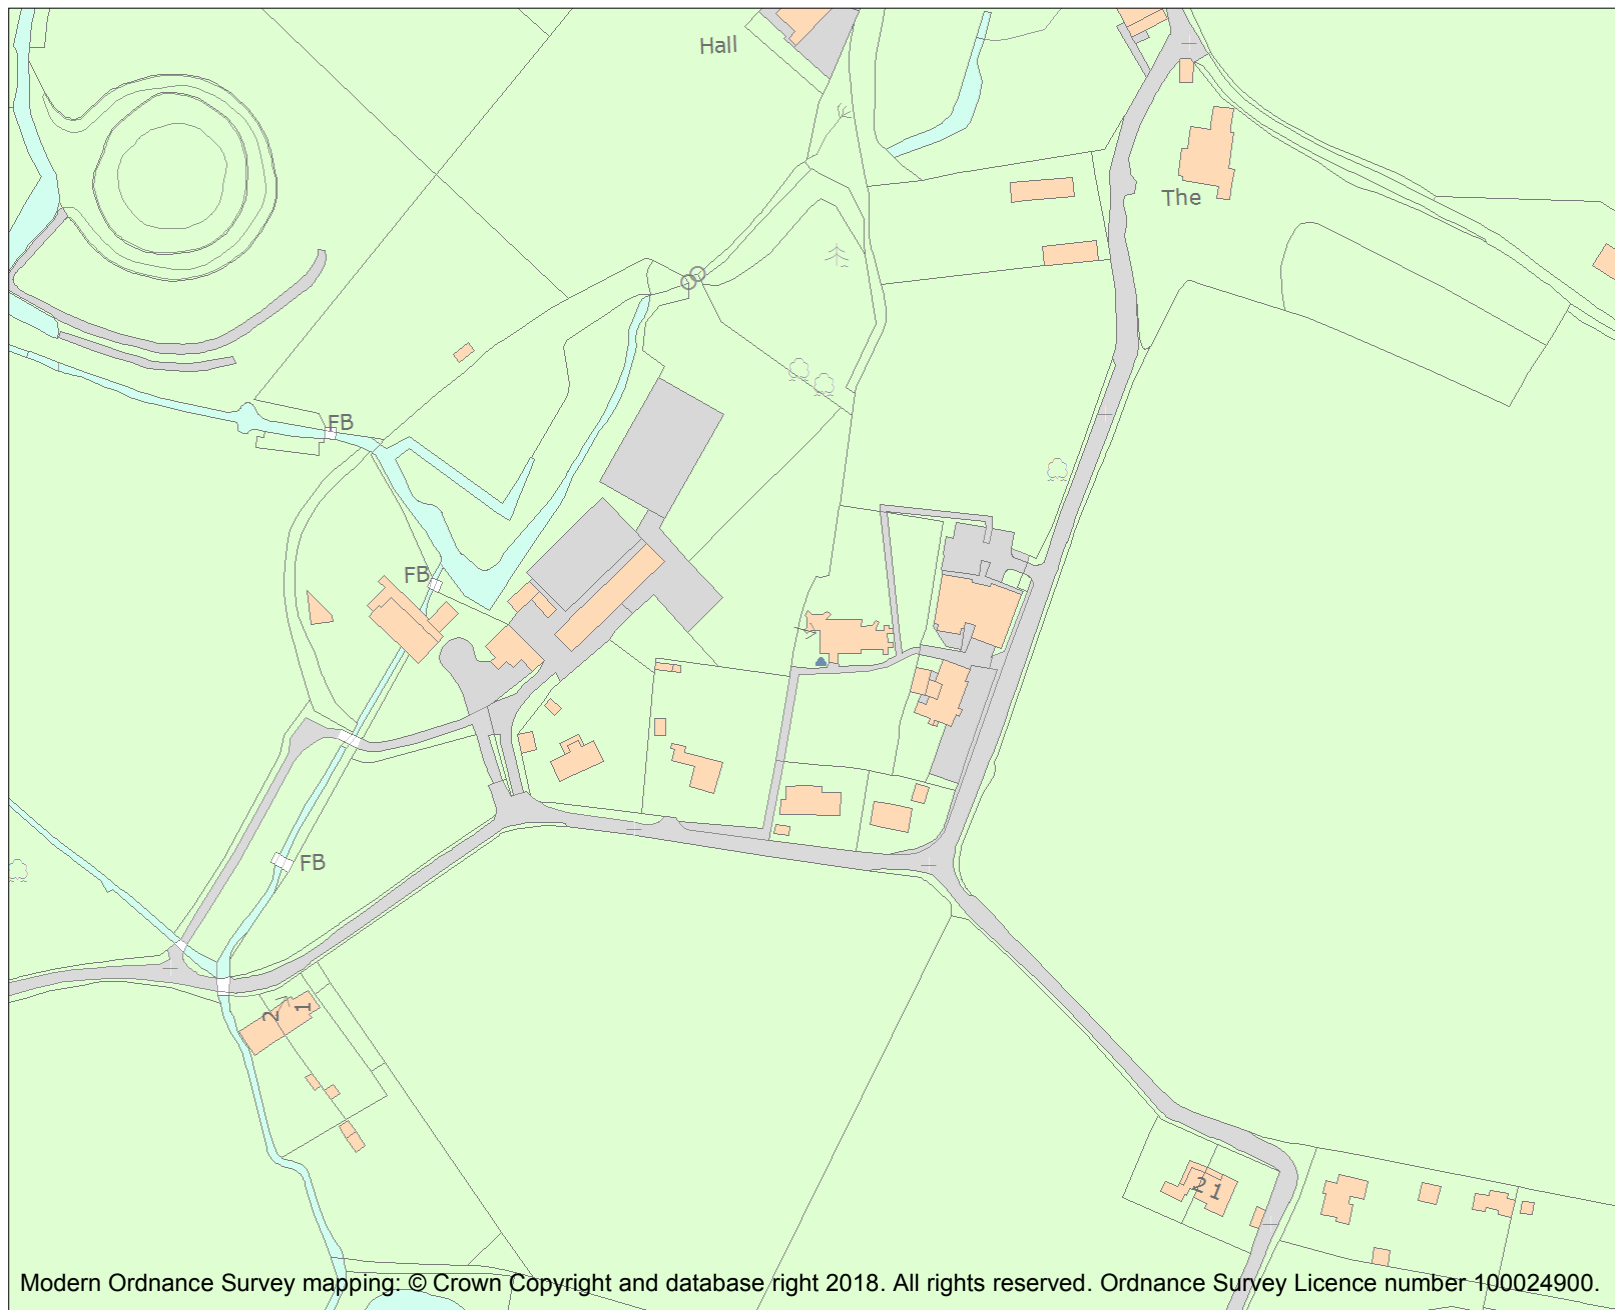 Hall
The
FB
FB
FB
2 1
2 1
Modern Ordnance Survey mapping: © Crown Copyright and database right 2018. All rights reserved. Ordnance Survey Licence number 100024900.